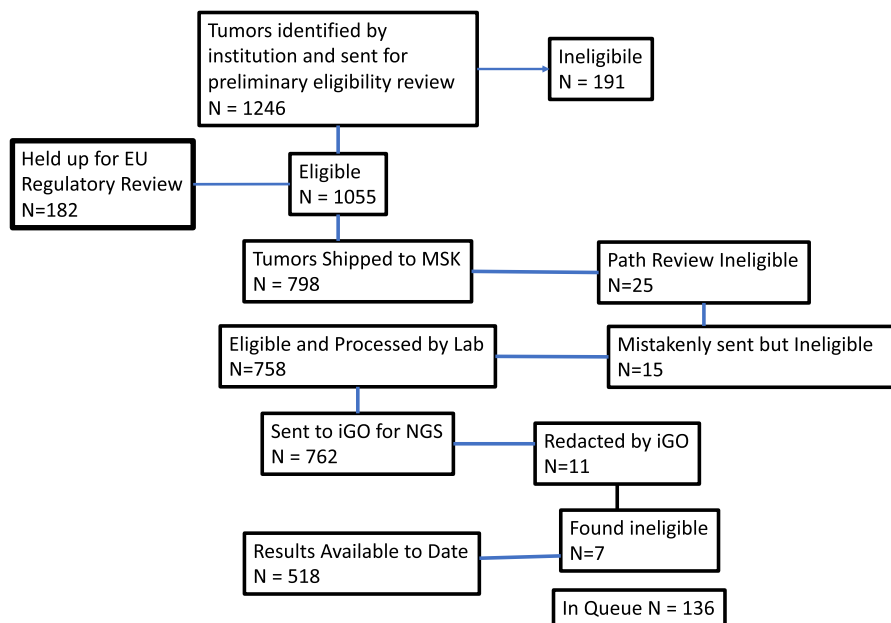 Tumors identified by
institution and sent for
preliminary eligibility review
N = 1246
Ineligibile
N = 191
Held up for EU
Regulatory Review
N=182
Eligible
N = 1055
Tumors Shipped to MSK
N = 798
Path Review Ineligible
N=25
Eligible and Processed by Lab
N=758
Mistakenly sent but Ineligible
N=15
Sent to iGO for NGS
N = 762
Redacted by iGO
N=11
Found ineligible
N=7
Results Available to Date
N = 518
In Queue N = 136